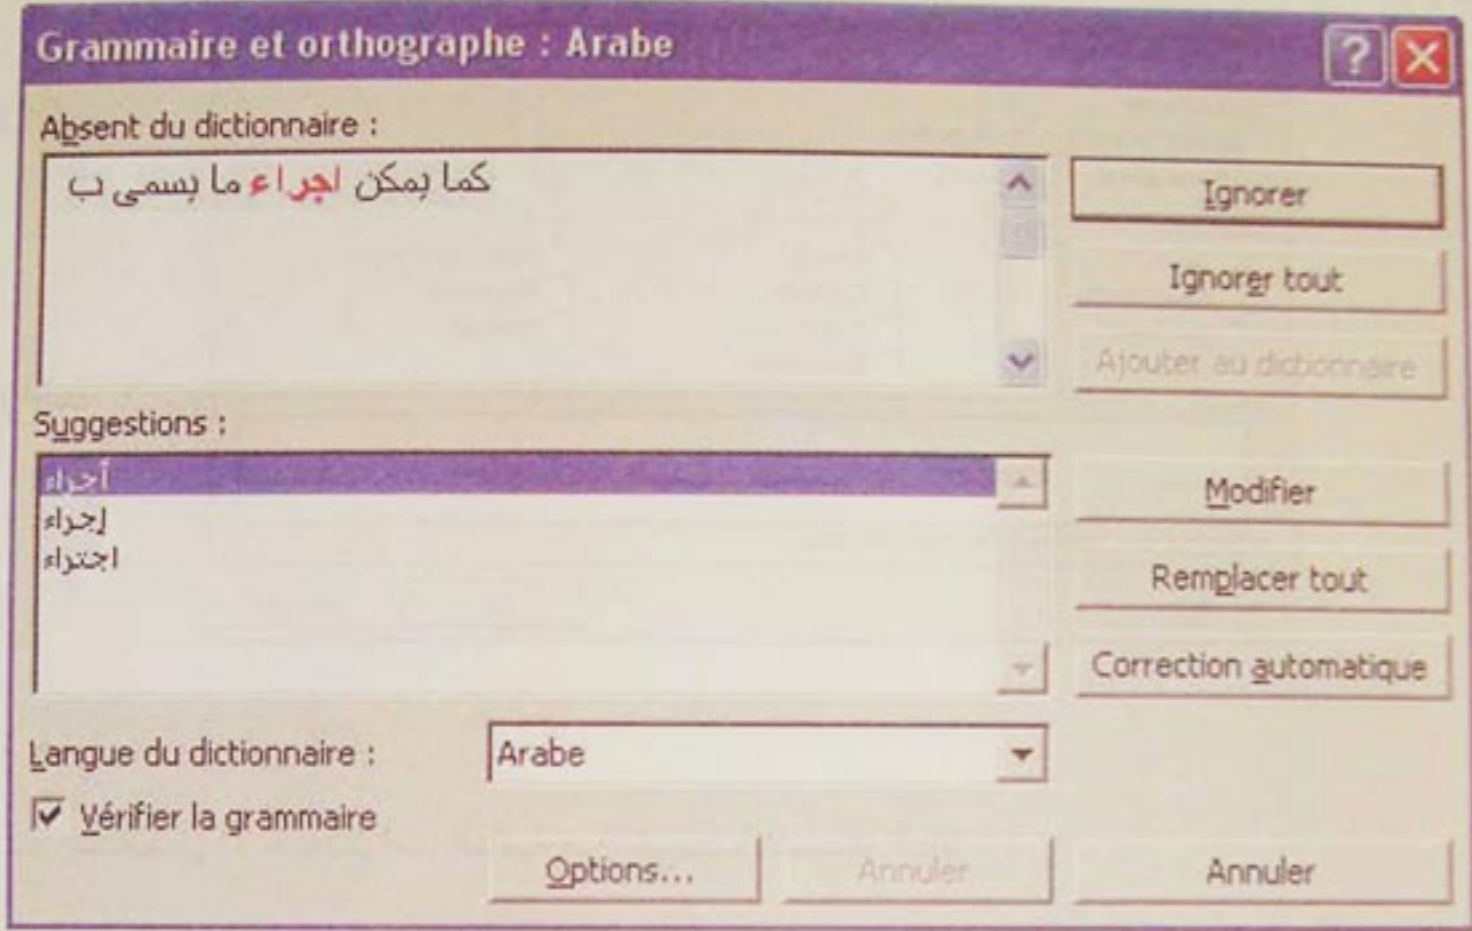 Grammaire et orthographe : Arabe
Absent du dictionnaire :
كما يمكن اجراء ما يسمى ب
Ignorer
Ignorer tout
Ajouter au dictionnaire
Suggestions :
أجراء
إجراء
اجتراء
Modifier
Remplacer tout
Correction automatique
Langue du dictionnaire :
Arabe
Vérifier la grammaire
Options...
Annuler
Annuler